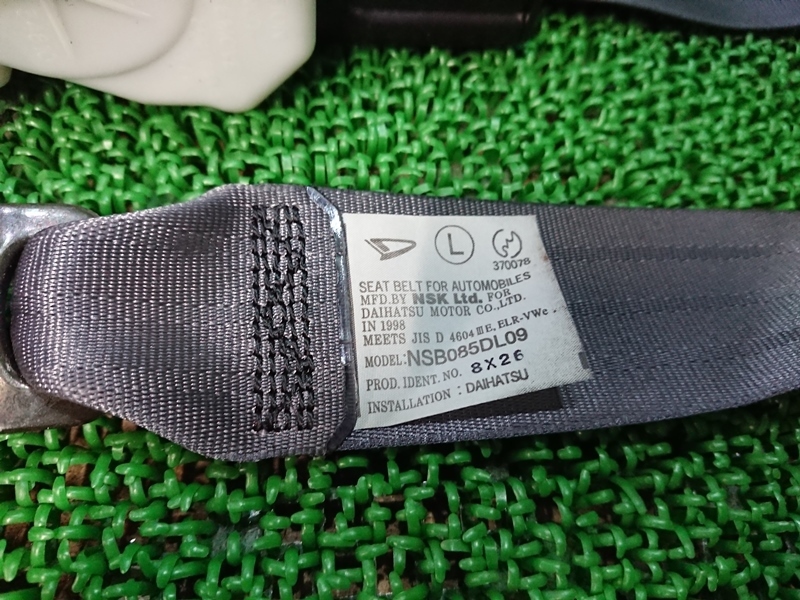 L
370078
SEAT BELT FOR AUTOMOBILES
MFD.BY NSK Ltd. FOR
DAIHATSU MOTOR CO.,LTD.
IN 1998
MEETS JIS D 4604 III E, ELR-VWe .
MODEL:NSB085DL09
PROD. IDENT. NO. 8X26
INSTALLATION : DAIHATSU